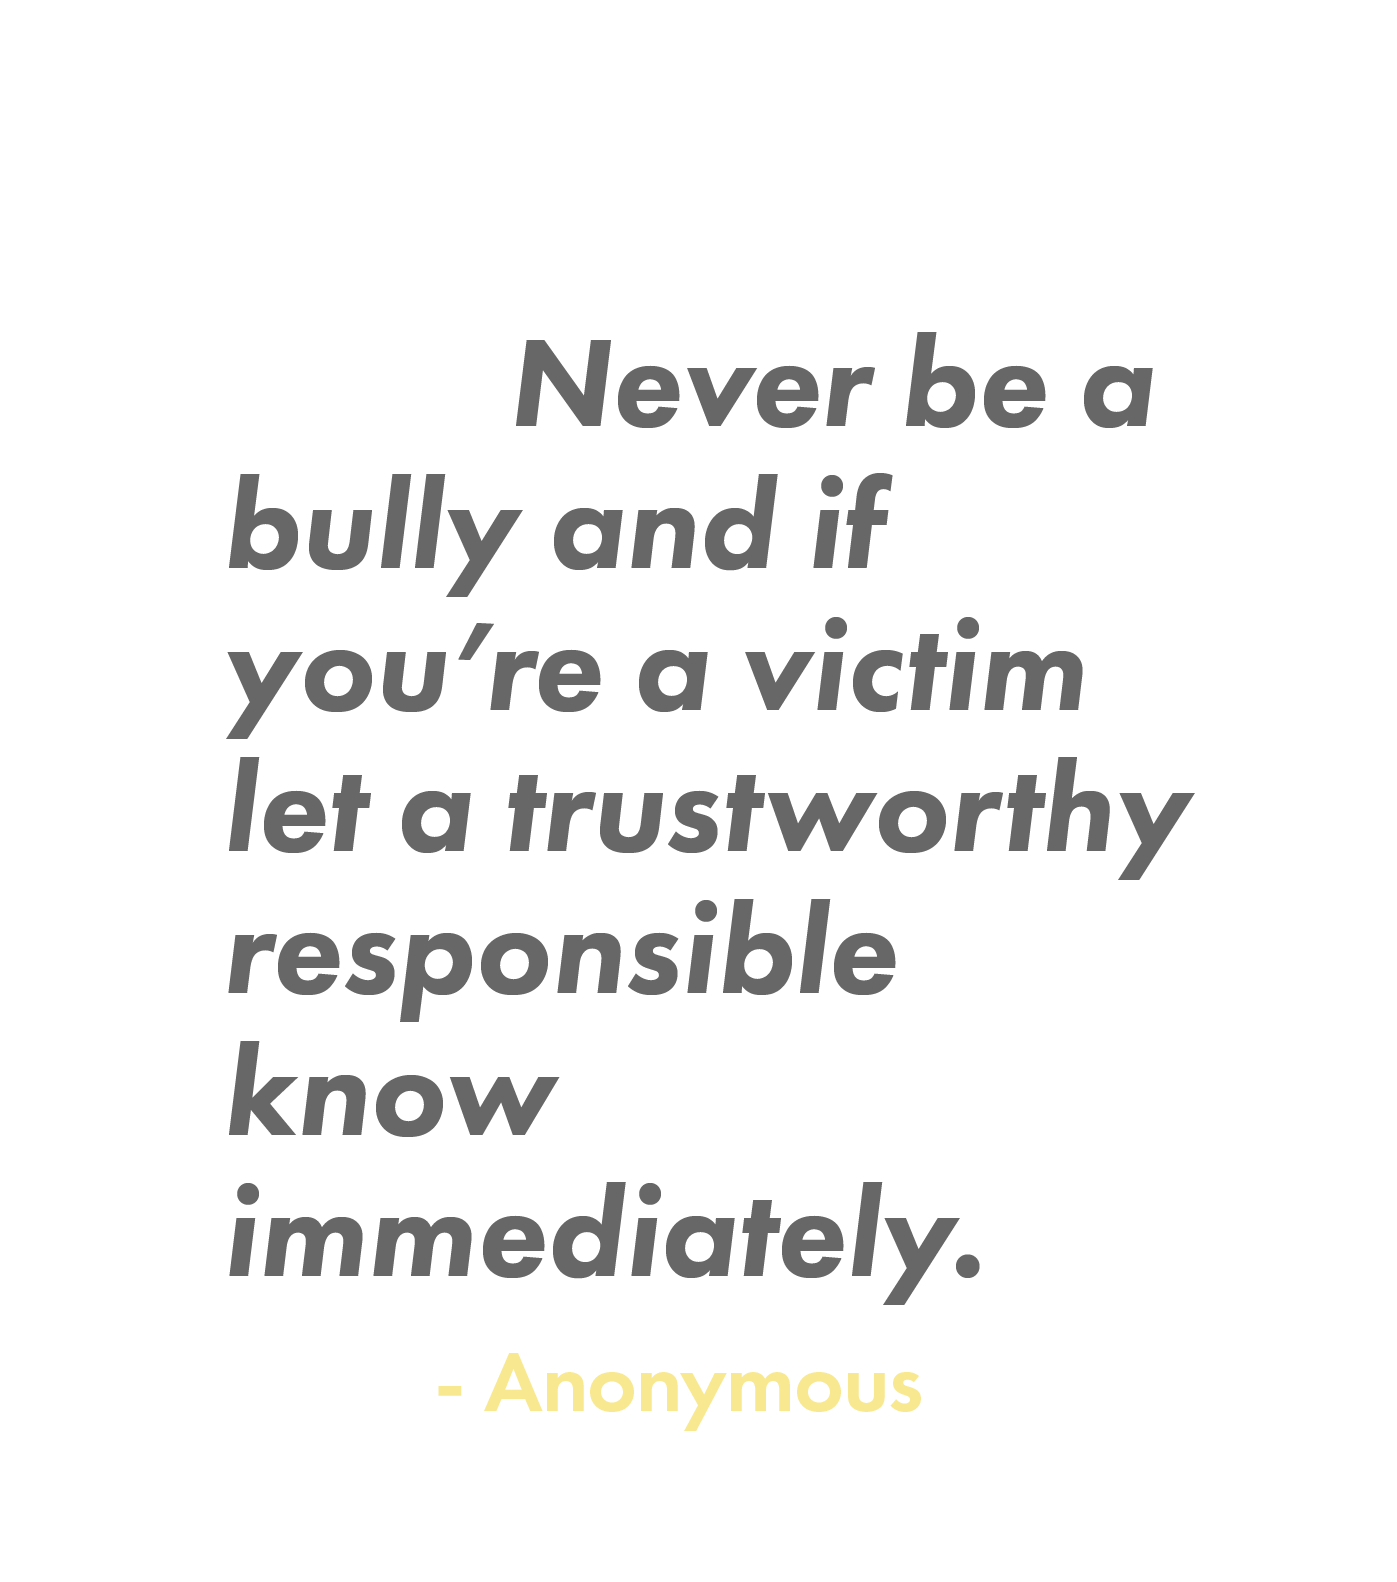 Never be a
bully and if
you’re a victim
let a trustworthy
responsible
know
immediately.
- Anonymous